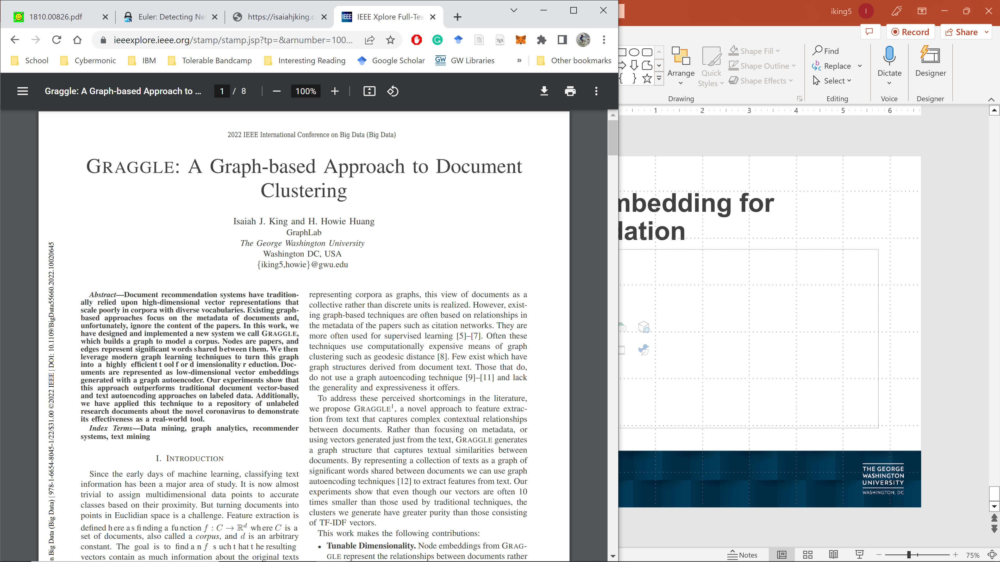 1810.00826.pdf
Euler: Detecting Ne
https://isaiahjking.c
IEEE Xplore Full-Tex
ieeexplore.ieee.org/stamp/stamp.jsp?tp=&arnumber=100...
School
Cybermonic
IBM
Tolerable Bandcamp
Interesting Reading
Google Scholar
GW Libraries
Other bookmarks
Graggle: A Graph-based Approach to ...
1 / 8
100%
2022 IEEE International Conference on Big Data (Big Data)
GRAGGLE: A Graph-based Approach to Document
Clustering
Isaiah J. King and H. Howie Huang
GraphLab
The George Washington University
Washington DC, USA
{iking5,howie}@gwu.edu
n Big Data (Big Data) | 978-1-6654-8045-1/22/$31.00 ©2022 IEEE | DOI: 10.1109/BigData55660.2022.10020645
Abstract—Document recommendation systems have tradition-
ally relied upon high-dimensional vector representations that
scale poorly in corpora with diverse vocabularies. Existing graph-
based approaches focus on the metadata of documents and,
unfortunately, ignore the content of the papers. In this work, we
have designed and implemented a new system we call GRAGGLE,
which builds a graph to model a corpus. Nodes are papers, and
edges represent significant words shared between them. We then
leverage modern graph learning techniques to turn this graph
into a highly efficient t ool f or d imensionality r eduction. Doc-
uments are represented as low-dimensional vector embeddings
generated with a graph autoencoder. Our experiments show that
this approach outperforms traditional document vector-based
and text autoencoding approaches on labeled data. Additionally,
we have applied this technique to a repository of unlabeled
research documents about the novel coronavirus to demonstrate
its effectiveness as a real-world tool.
Index Terms—Data mining, graph analytics, recommender
systems, text mining
I. INTRODUCTION
Since the early days of machine learning, classifying text
information has been a major area of study. It is now almost
trivial to assign multidimensional data points to accurate
classes based on their proximity. But turning documents into
points in Euclidian space is a challenge. Feature extraction is
defined h ere a s fi nding a fu nction f : C → ℝᵈ wh ere C is a
set of documents, also called a corpus, and d is an arbitrary
constant. The goal is to find a n f s uch t hat t he resulting
vectors contain as much information about the original texts
representing corpora as graphs, this view of documents as a
collective rather than discrete units is realized. However, exist-
ing graph-based techniques are often based on relationships in
the metadata of the papers such as citation networks. They are
more often used for supervised learning [5]–[7]. Often these
techniques use computationally expensive means of graph
clustering such as geodesic distance [8]. Few exist which have
graph structures derived from document text. Those that do,
do not use a graph autoencoding technique [9]–[11] and lack
the generality and expressiveness it offers.
To address these perceived shortcomings in the literature,
we propose GRAGGLE¹, a novel approach to feature extrac-
tion from text that captures complex contextual relationships
between documents. Rather than focusing on metadata, or
using vectors generated just from the text, GRAGGLE generates
a graph structure that captures textual similarities between
documents. By representing a collection of texts as a graph of
significant words shared between documents we can use graph
autoencoding techniques [12] to extract features from text. Our
experiments show that even though our vectors are often 10
times smaller than those used by traditional techniques, the
clusters we generate have greater purity than those consisting
of TF-IDF vectors.
This work makes the following contributions:
• Tunable Dimensionality. Node embeddings from GRAG-
GLE represent the relationships between documents rather
iking5
I
Record
Share
Arrange
Quick
Styles
Shape Fill
Shape Outline
Shape Effects
Drawing
Find
Replace
Select
Editing
Dictate
Voice
Designer
Designer
1 2 3 4 5 6
mbedding for
dation
THE GEORGE
WASHINGTON
UNIVERSITY
WASHINGTON, DC
Notes
75%